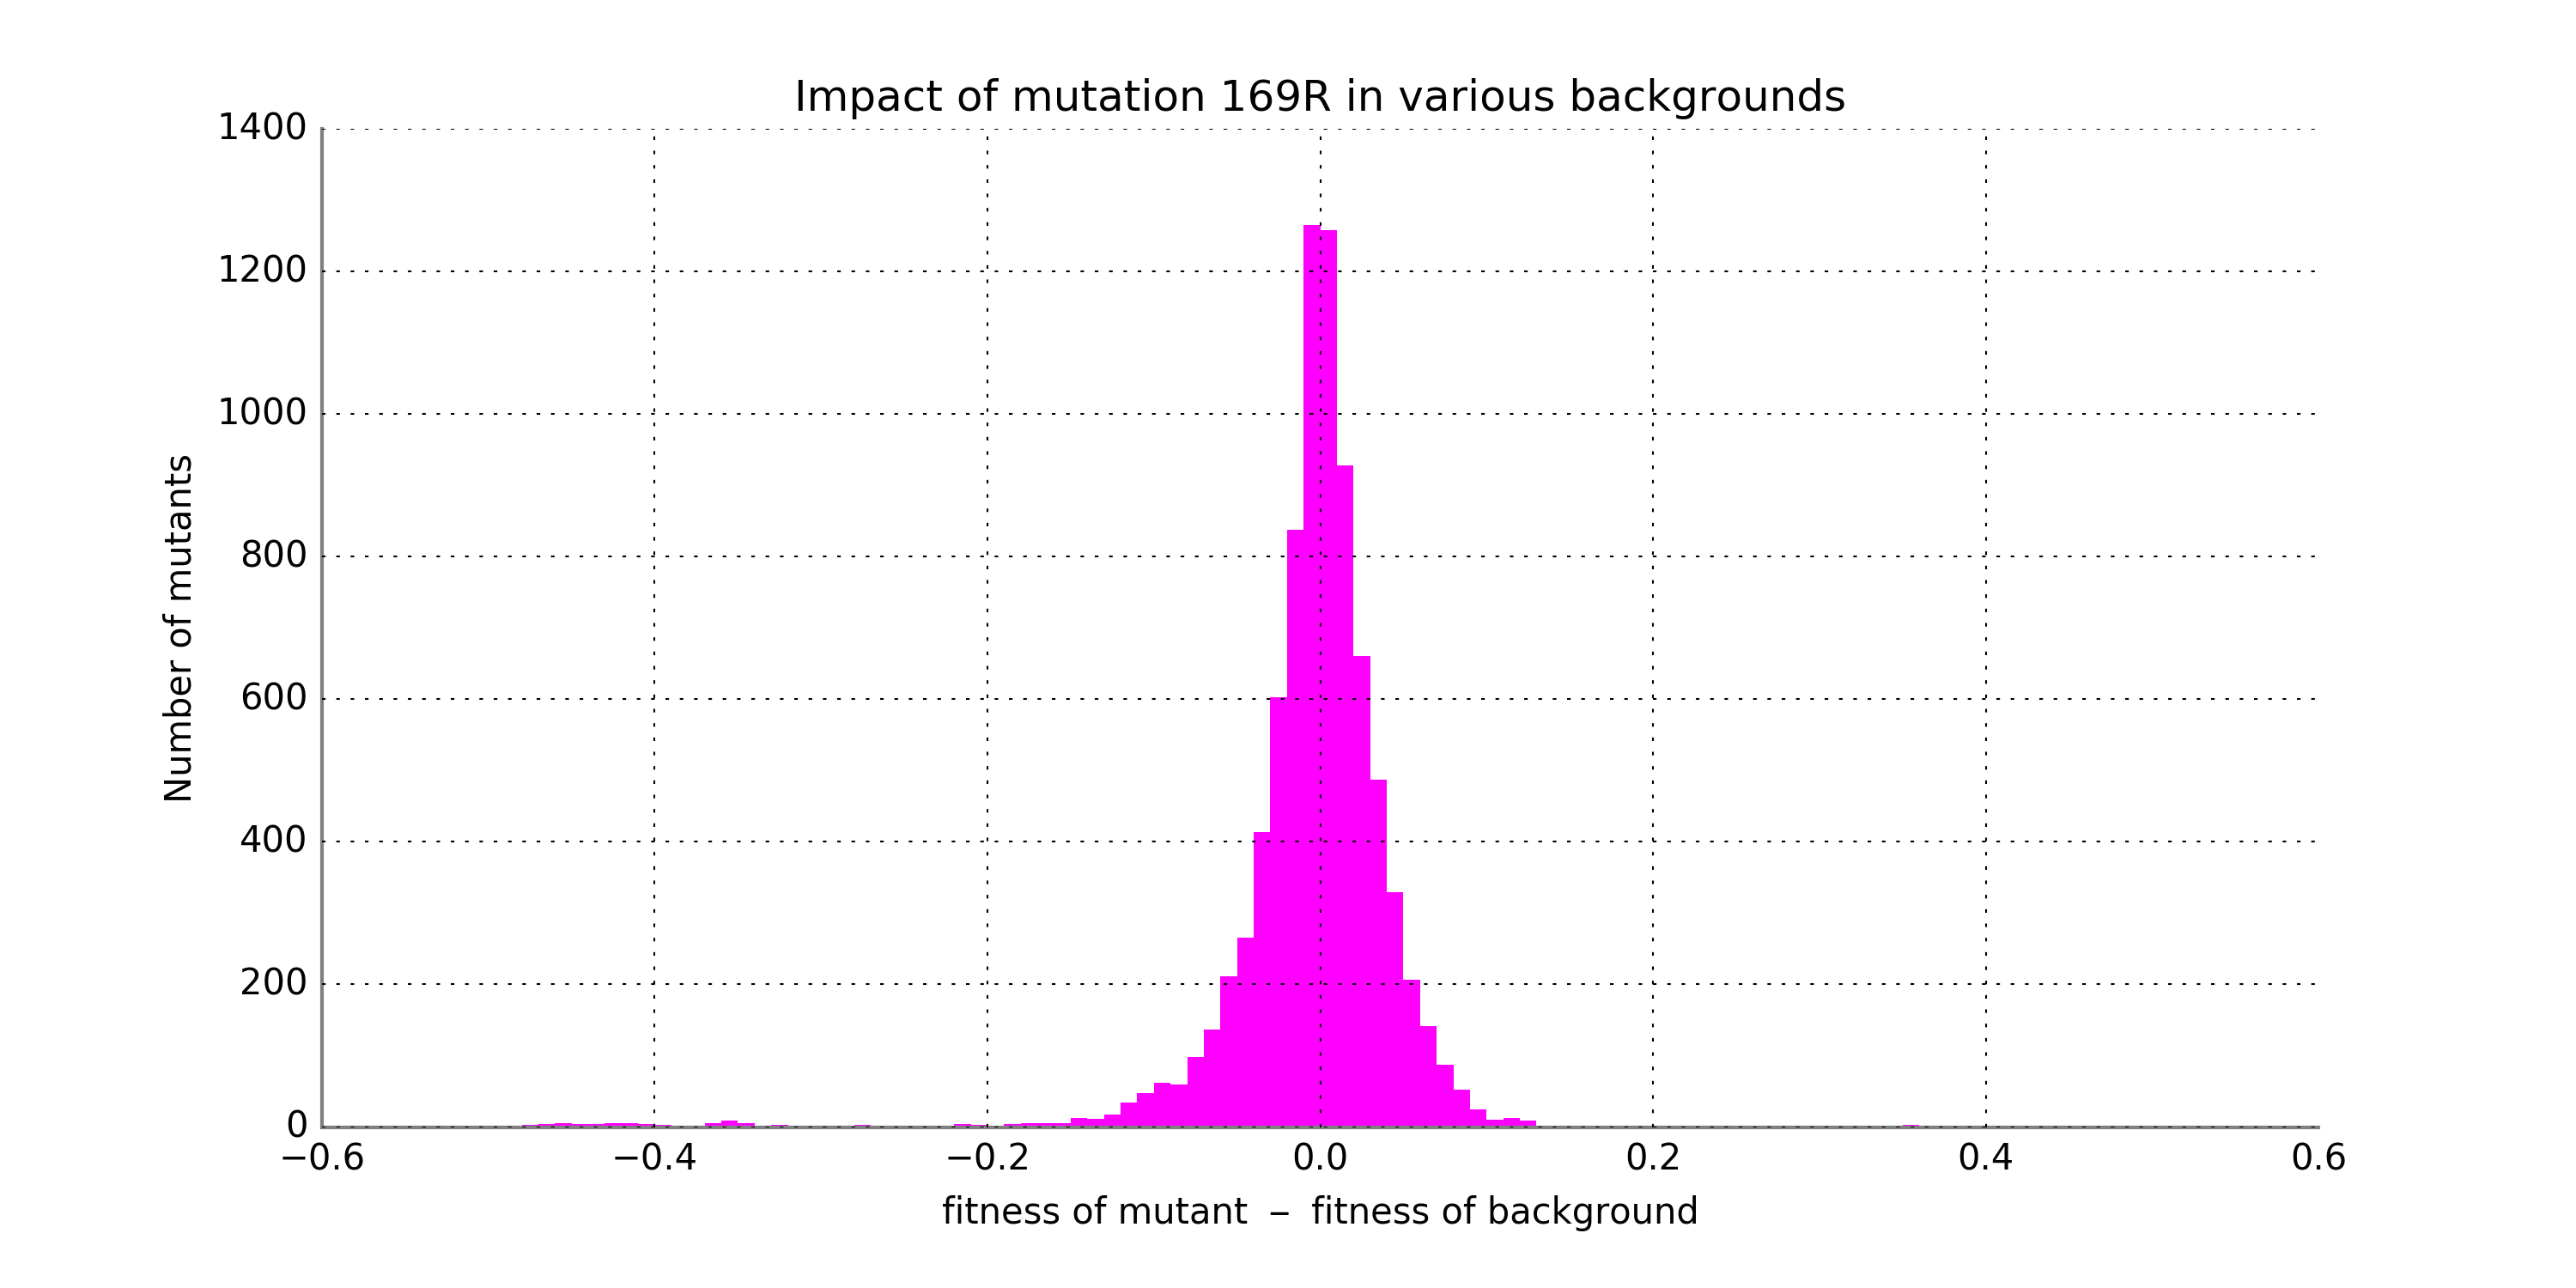 Impact of mutation 169R in various backgrounds
1400
1200
1000
800
600
400
200
0
Number of mutants
−0.6 −0.4 −0.2 0.0 0.2 0.4 0.6
fitness of mutant − fitness of background